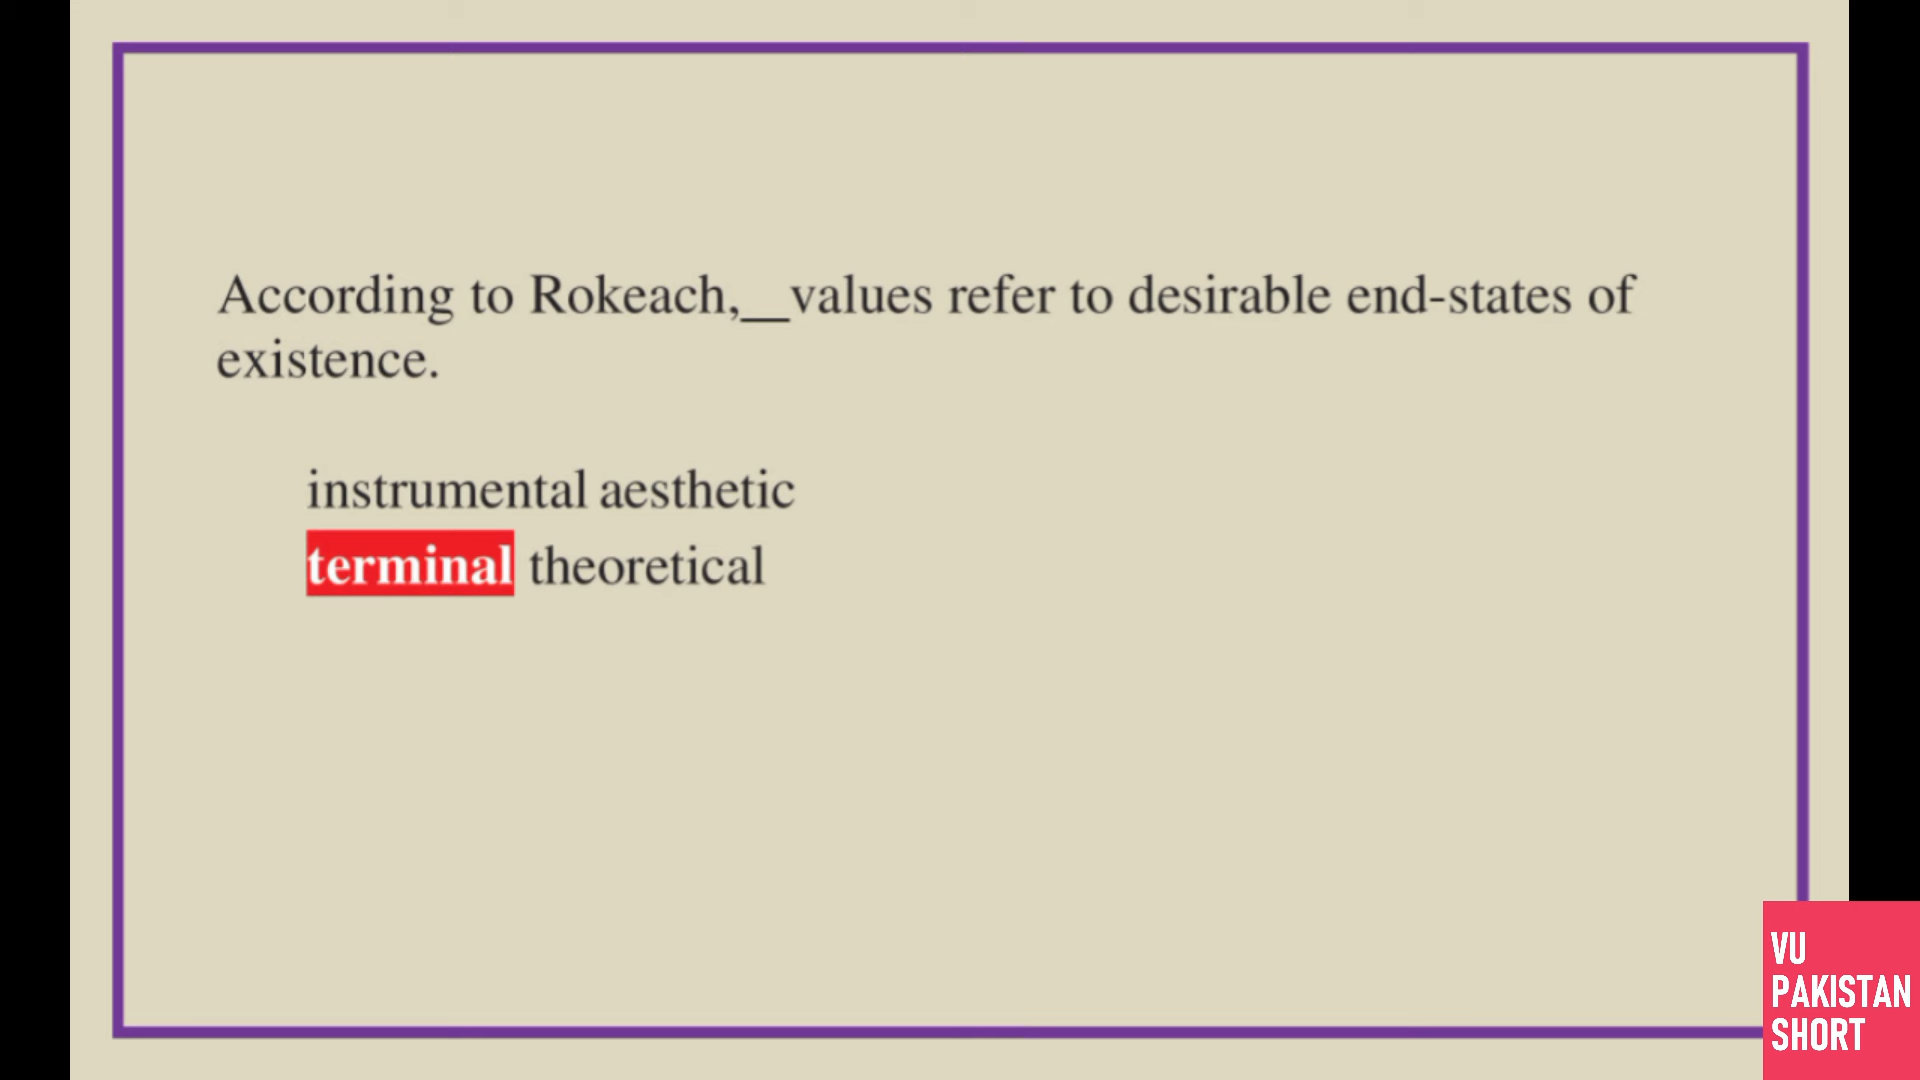 According to Rokeach,__values refer to desirable end-states of
existence.
instrumental aesthetic
terminal theoretical
VU
PAKISTAN
SHORT